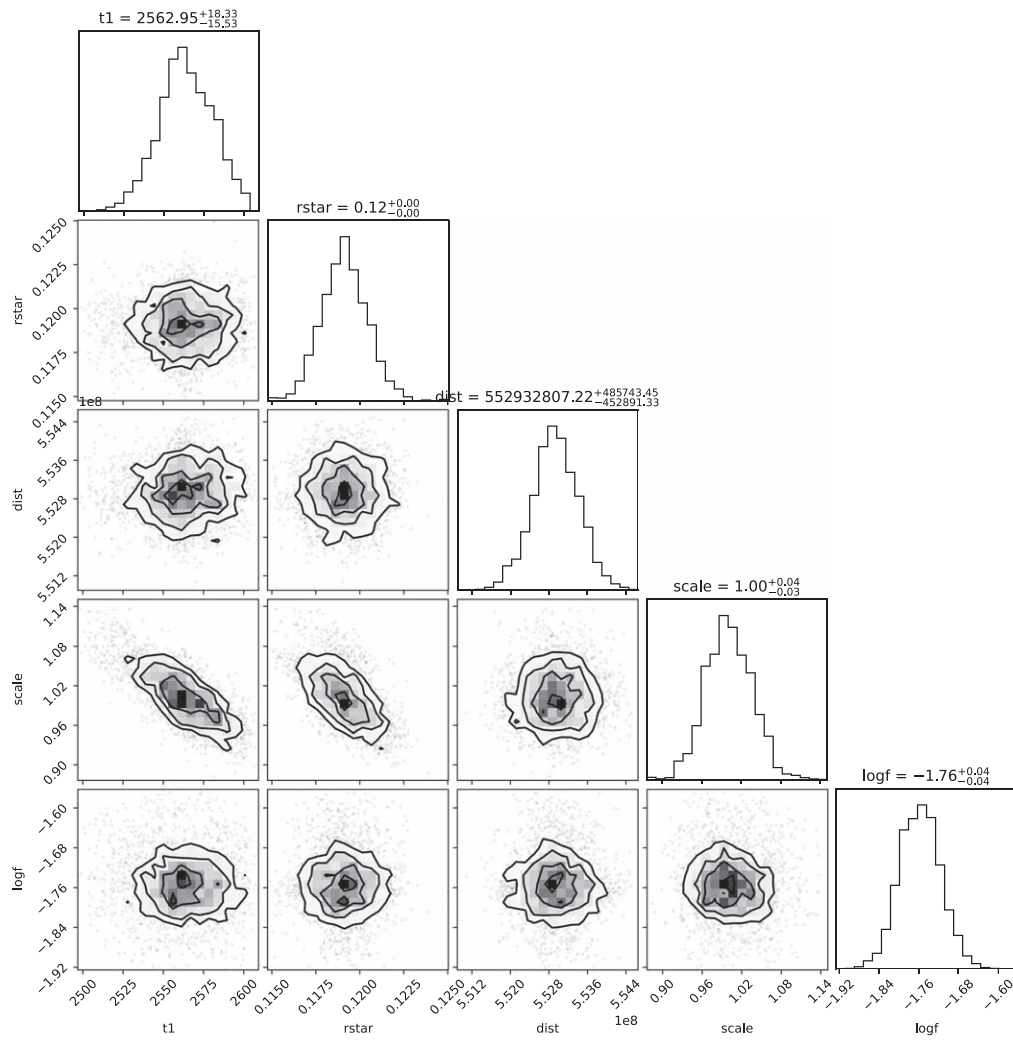 t1 = 2562.95 +18.33 −15.53
rstar = 0.12 +0.00 −0.00
0.1250
0.1225
0.1200
0.1175
0.1150
rstar
dist = 552932807.22 +485743.45 −452891.33
1e8
5.544
5.536
5.528
5.520
5.512
dist
scale = 1.00 +0.04 −0.03
1.14
1.08
1.02
0.96
0.90
scale
logf = −1.76 +0.04 −0.04
−1.60
−1.68
−1.76
−1.84
−1.92
logf
2500 2525 2550 2575 2600 0.1150 0.1175 0.1200 0.1225 0.1250 5.512 5.520 5.528 5.536 5.544 0.90 0.96 1.02 1.08 1.14 −1.92 −1.84 −1.76 −1.68 −1.60
1e8
t1 rstar dist scale logf